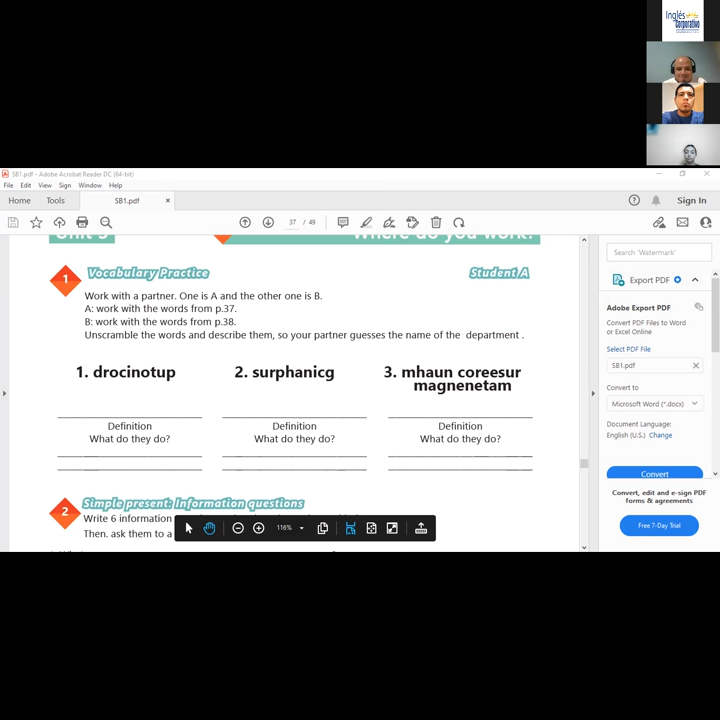 Inglés
Corporativo
SB1.pdf - Adobe Acrobat Reader DC (64-bit)
File Edit View Sign Window Help
Home Tools SB1.pdf × Sign In
37 / 49
Unit 5 Where do you work?
1 Vocabulary Practice Student A
Work with a partner. One is A and the other one is B.
A: work with the words from p.37.
B: work with the words from p.38.
Unscramble the words and describe them, so your partner guesses the name of the department .
1. drocinotup 2. surphanicg 3. mhaun coreesur
magnenetam
Definition Definition Definition
What do they do? What do they do? What do they do?
2 Simple present: Information questions
Write 6 information
Then. ask them to a
116%
Search 'Watermark'
Export PDF
Adobe Export PDF
Convert PDF Files to Word
or Excel Online
Select PDF File
SB1.pdf
Convert to
Microsoft Word (*.docx)
Document Language:
English (U.S.) Change
Convert
Convert, edit and e-sign PDF
forms & agreements
Free 7-Day Trial